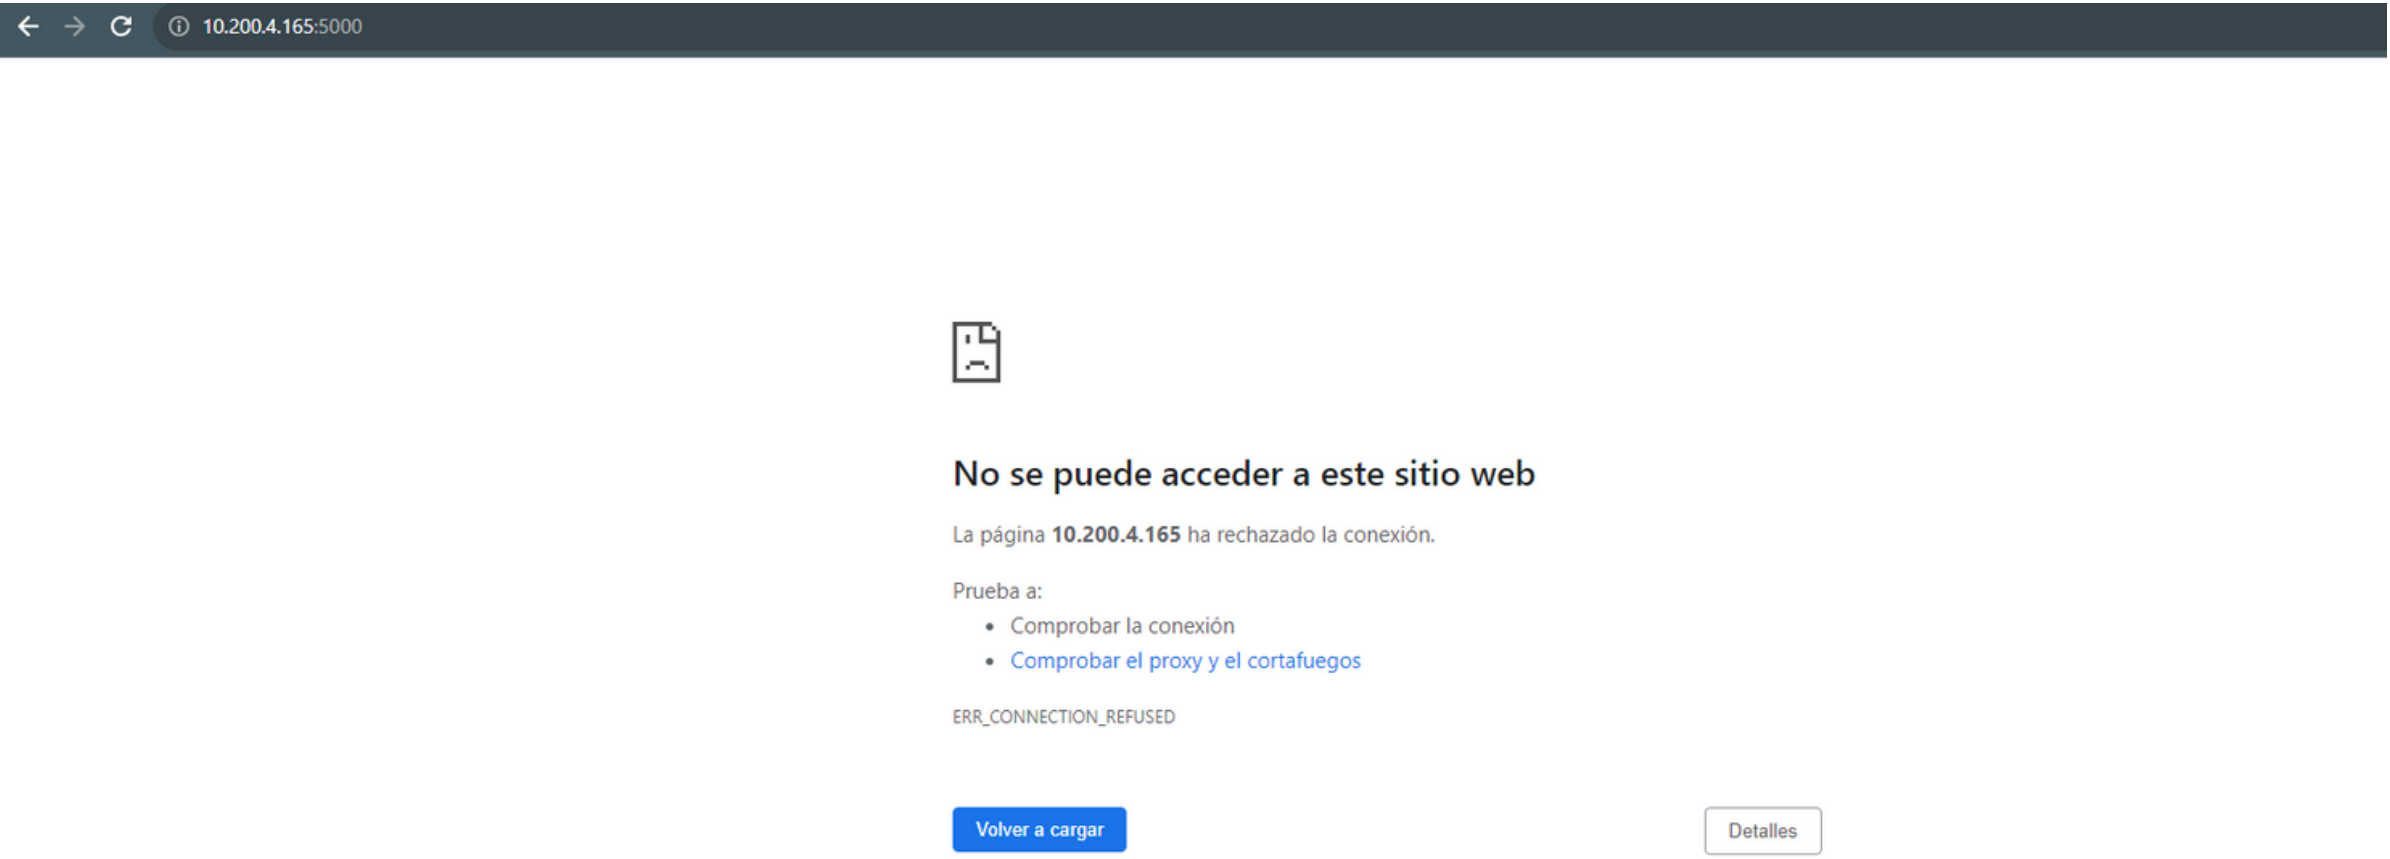 10.200.4.165:5000
No se puede acceder a este sitio web
La página 10.200.4.165 ha rechazado la conexión.
Prueba a:
• Comprobar la conexión
• Comprobar el proxy y el cortafuegos
ERR_CONNECTION_REFUSED
Volver a cargar
Detalles